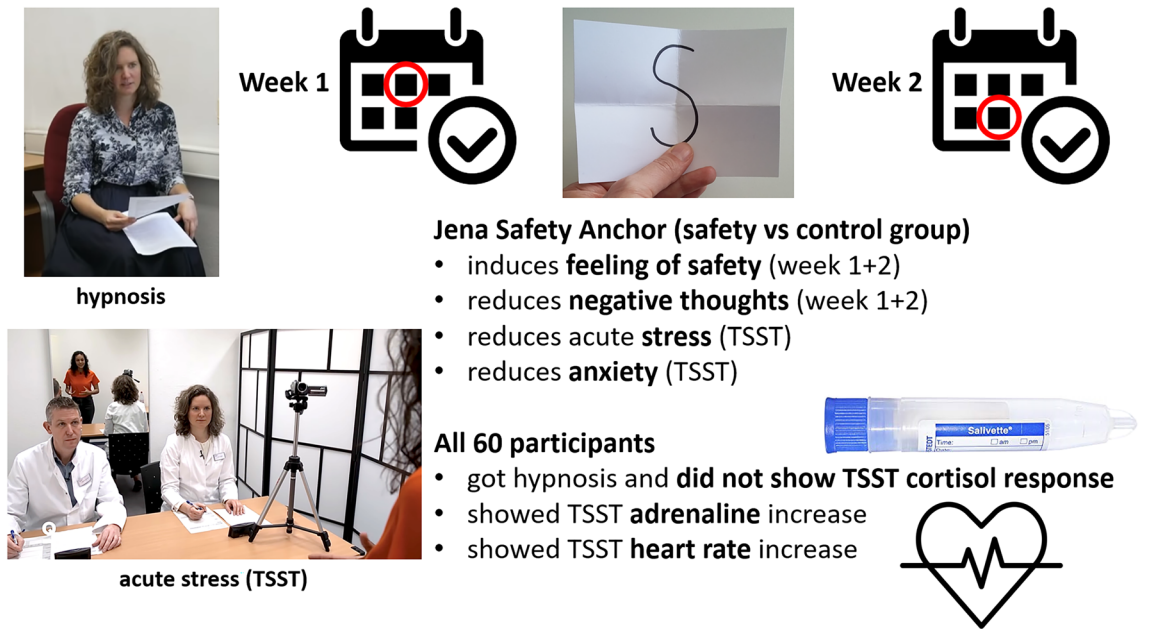 Week 1
S
Week 2
hypnosis
Jena Safety Anchor (safety vs control group)
• induces feeling of safety (week 1+2)
• reduces negative thoughts (week 1+2)
• reduces acute stress (TSST)
• reduces anxiety (TSST)
Salivette®
Time: am pm
All 60 participants
• got hypnosis and did not show TSST cortisol response
• showed TSST adrenaline increase
• showed TSST heart rate increase
acute stress (TSST)